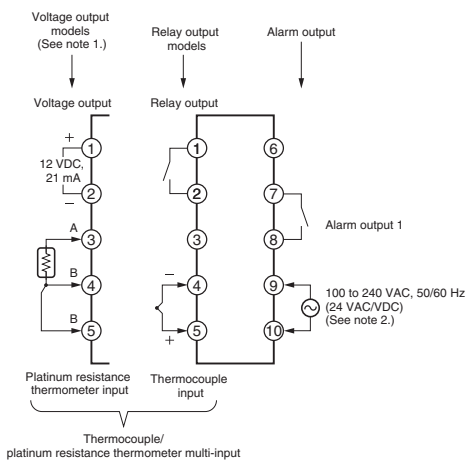 Voltage output
models
(See note 1.)
Relay output
models
Alarm output
Voltage output
Relay output
+
12 VDC,
21 mA
−
1
2
A
3
B
4
B
5
1
2
3
−
4
+
5
6
7
8
Alarm output 1
9
10
100 to 240 VAC, 50/60 Hz
(24 VAC/VDC)
(See note 2.)
Platinum resistance
thermometer input
Thermocouple
input
Thermocouple/
platinum resistance thermometer multi-input